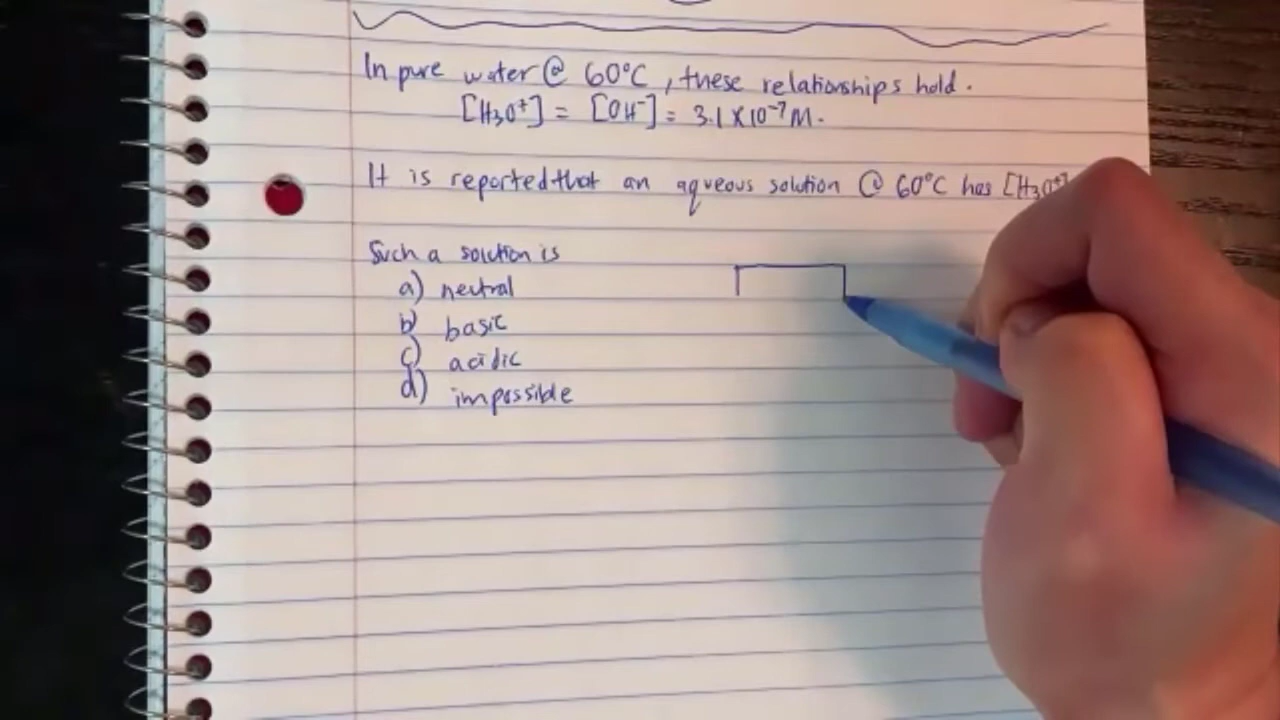 In pure water @ 60°C, these relationships hold.
[H3O+] = [OH-] = 3.1 X 10-7 M.
It is reported that an aqueous solution @ 60°C has [H3O+]
Such a solution is
a) neutral
b) basic
c) acidic
d) impossible